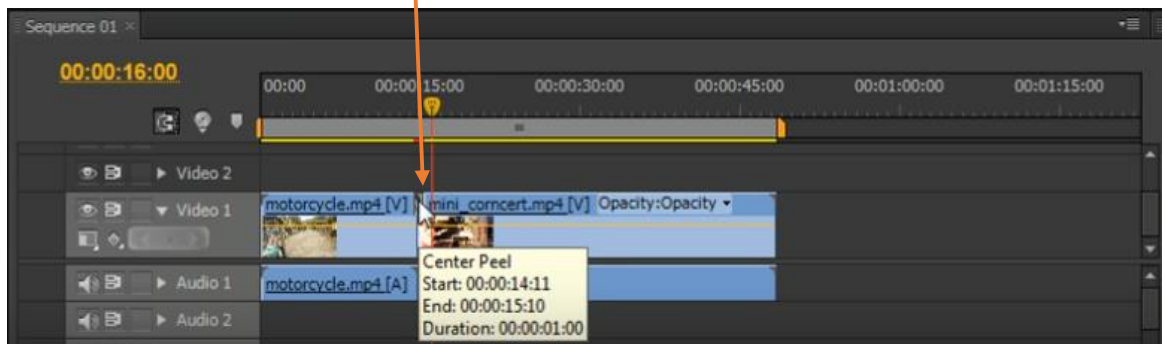 Sequence 01 ×
00:00:16:00
00:00 00:00:15:00 00:00:30:00 00:00:45:00 00:01:00:00 00:01:15:00
Video 2
Video 1
motorcycle.mp4 [V] mini_corncert.mp4 [V] Opacity:Opacity
Center Peel
Start: 00:00:14:11
End: 00:00:15:10
Duration: 00:00:01:00
Audio 1
motorcycle.mp4 [A]
Audio 2